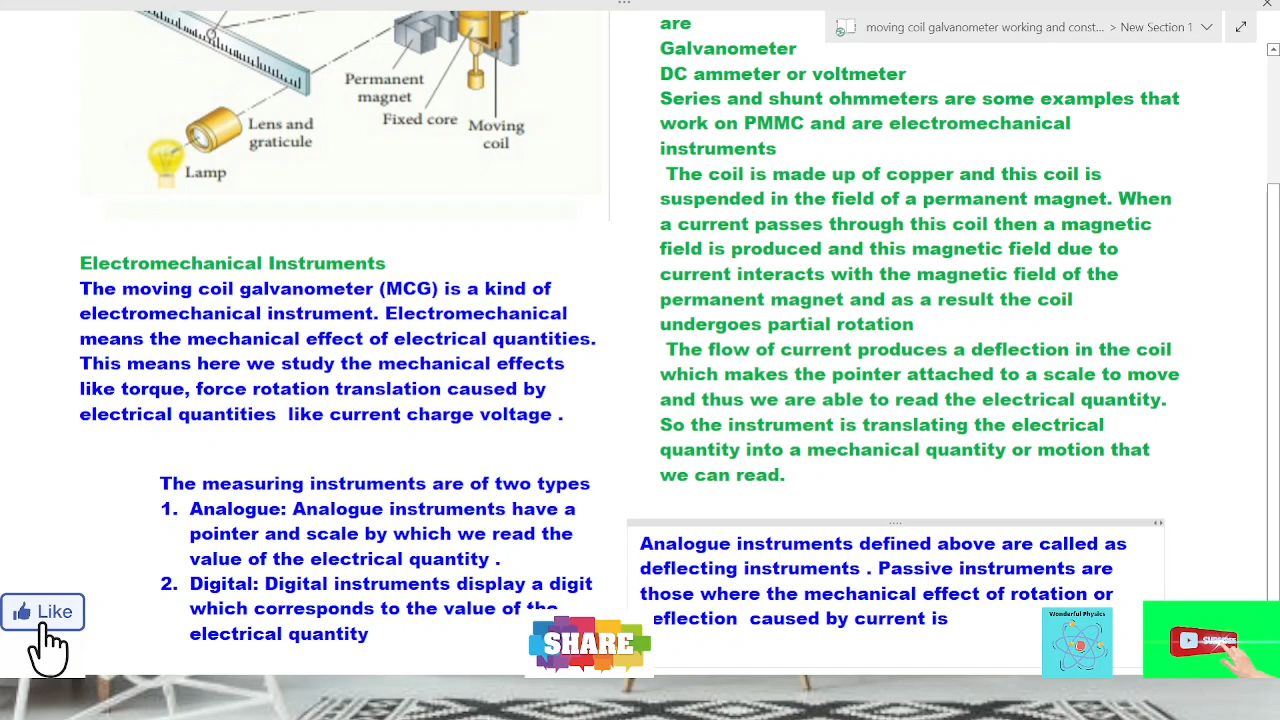 Permanent
magnet
Fixed core
Moving
coil
Lens and
graticule
Lamp
Electromechanical Instruments
The moving coil galvanometer (MCG) is a kind of
electromechanical instrument. Electromechanical
means the mechanical effect of electrical quantities.
This means here we study the mechanical effects
like torque, force rotation translation caused by
electrical quantities like current charge voltage .
The measuring instruments are of two types
1. Analogue: Analogue instruments have a
pointer and scale by which we read the
value of the electrical quantity .
2. Digital: Digital instruments display a digit
which corresponds to the value of the
electrical quantity
moving coil galvanometer working and const... > New Section 1
are
Galvanometer
DC ammeter or voltmeter
Series and shunt ohmmeters are some examples that
work on PMMC and are electromechanical
instruments
The coil is made up of copper and this coil is
suspended in the field of a permanent magnet. When
a current passes through this coil then a magnetic
field is produced and this magnetic field due to
current interacts with the magnetic field of the
permanent magnet and as a result the coil
undergoes partial rotation
The flow of current produces a deflection in the coil
which makes the pointer attached to a scale to move
and thus we are able to read the electrical quantity.
So the instrument is translating the electrical
quantity into a mechanical quantity or motion that
we can read.
Analogue instruments defined above are called as
deflecting instruments . Passive instruments are
those where the mechanical effect of rotation or
eflection caused by current is
Like
SHARE
Wonderful Physics